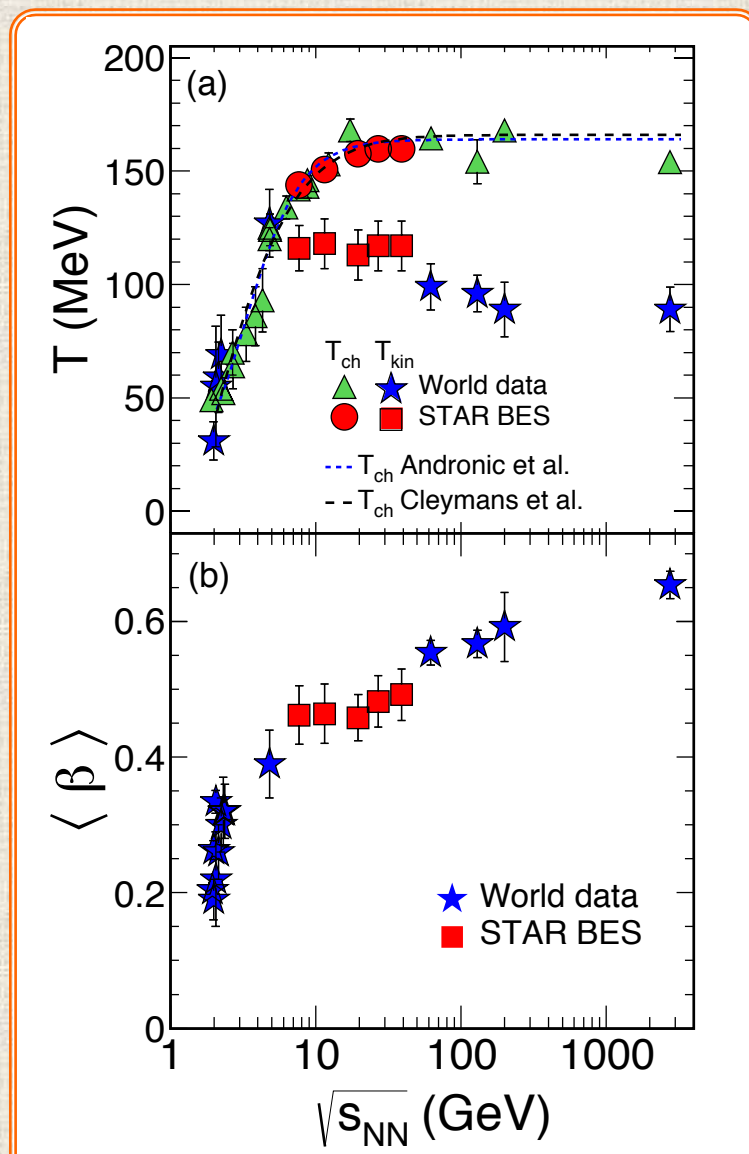 (a)
200
150
100
50
0
T (MeV)
T_ch T_kin
World data
STAR BES
T_ch Andronic et al.
T_ch Cleymans et al.
(b)
0.6
0.4
0.2
0
⟨ β ⟩
World data
STAR BES
1 10 100 1000
√s_NN (GeV)